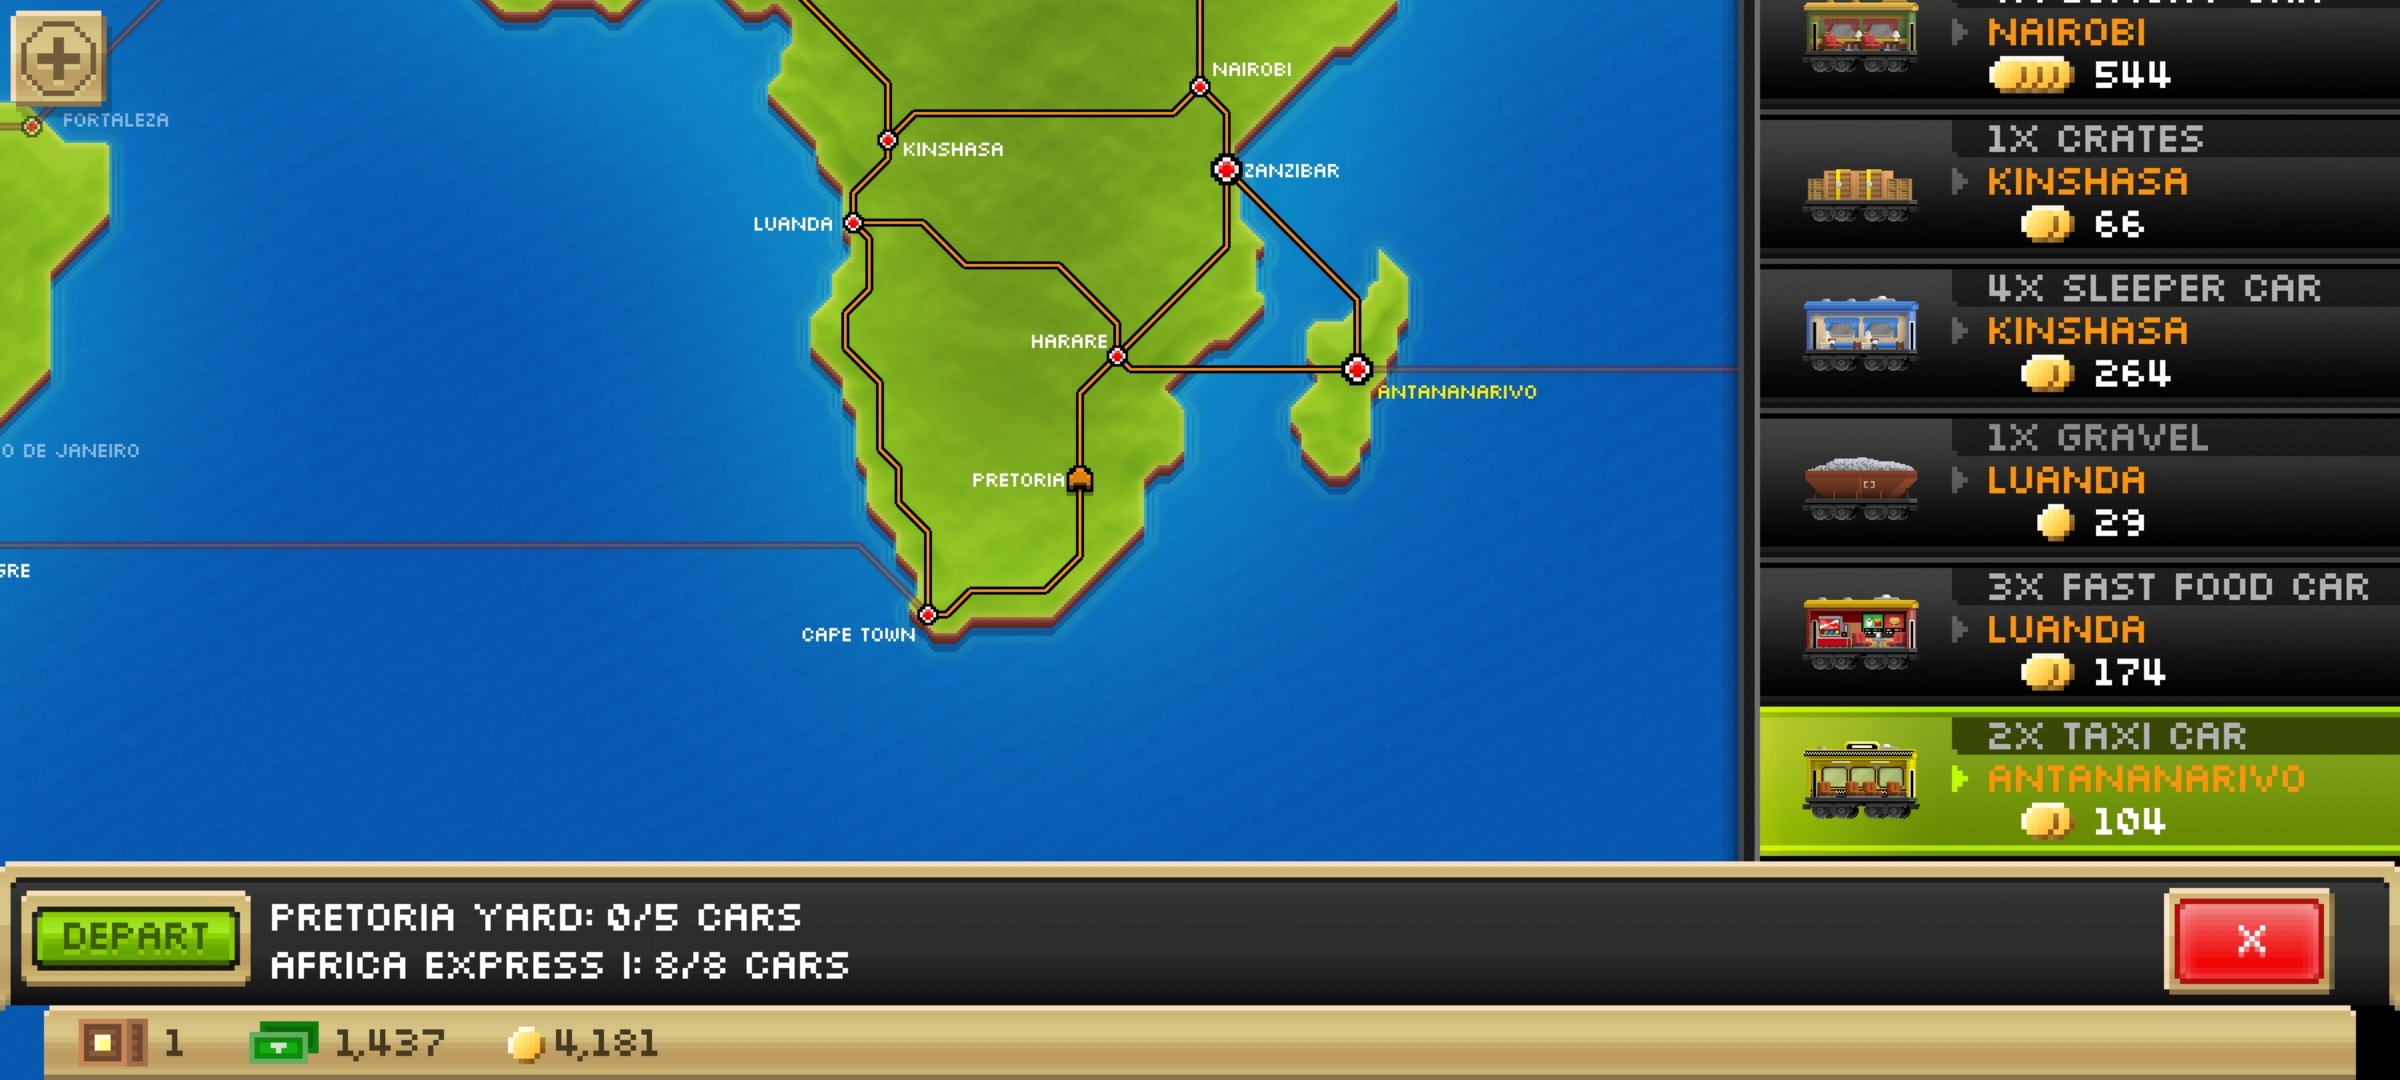 NAIROBI
544
1X CRATES
KINSHASA
66
4X SLEEPER CAR
KINSHASA
264
1X GRAVEL
LUANDA
29
3X FAST FOOD CAR
LUANDA
174
2X TAXI CAR
ANTANANARIVO
104
FORTALEZA
NAIROBI
KINSHASA
ZANZIBAR
LUANDA
HARARE
ANTANANARIVO
O DE JANEIRO
PRETORIA
GRE
CAPE TOWN
DEPART
PRETORIA YARD: 0/5 CARS
AFRICA EXPRESS I: 8/8 CARS
X
1 1,437 4,181